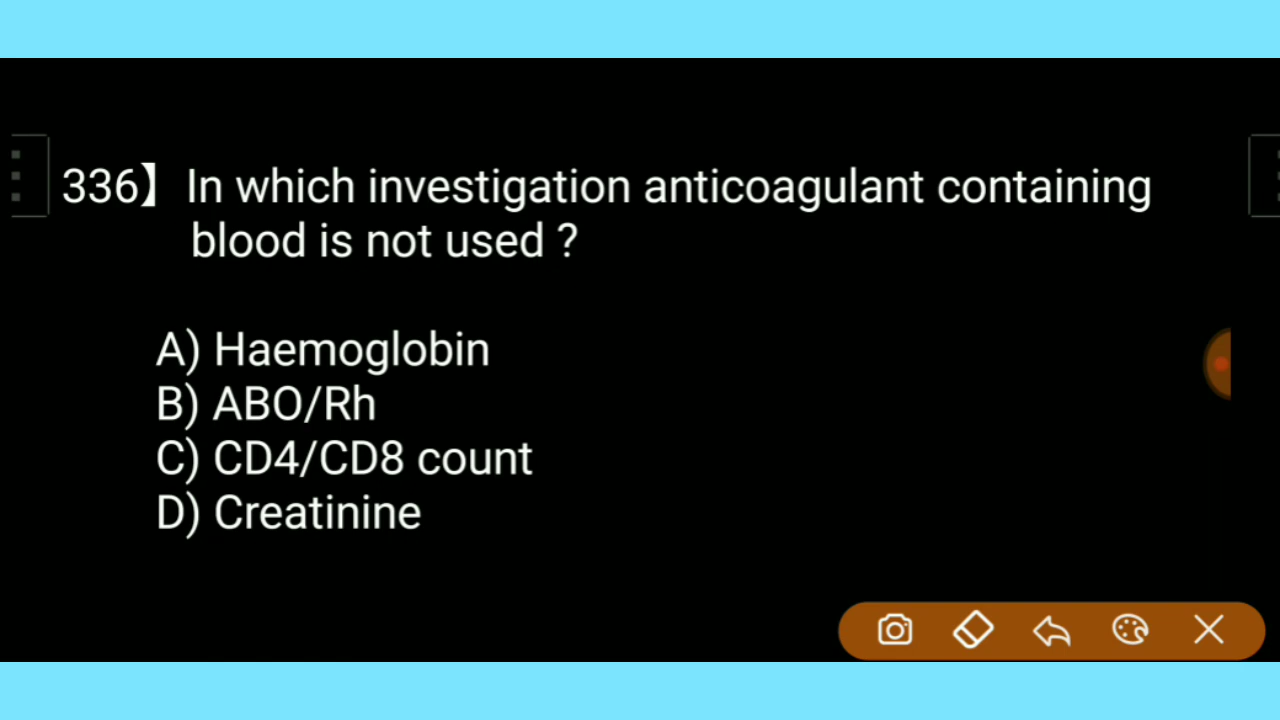 336】 In which investigation anticoagulant containing
blood is not used ?
A) Haemoglobin
B) ABO/Rh
C) CD4/CD8 count
D) Creatinine